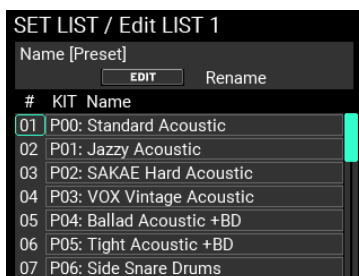 SET LIST / Edit LIST 1
Name [Preset]
EDIT Rename
# KIT Name
01 P00: Standard Acoustic
02 P01: Jazzy Acoustic
03 P02: SAKAE Hard Acoustic
04 P03: VOX Vintage Acoustic
05 P04: Ballad Acoustic +BD
06 P05: Tight Acoustic +BD
07 P06: Side Snare Drums